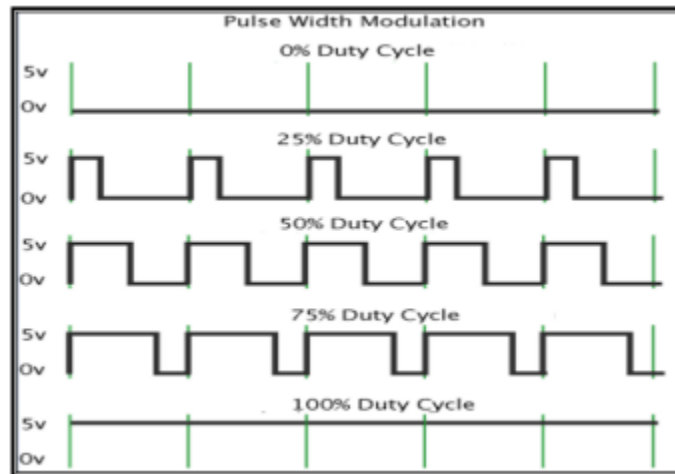 Pulse Width Modulation
0% Duty Cycle
5v
0v
25% Duty Cycle
5v
0v
50% Duty Cycle
5v
0v
75% Duty Cycle
5v
0v
100% Duty Cycle
5v
0v